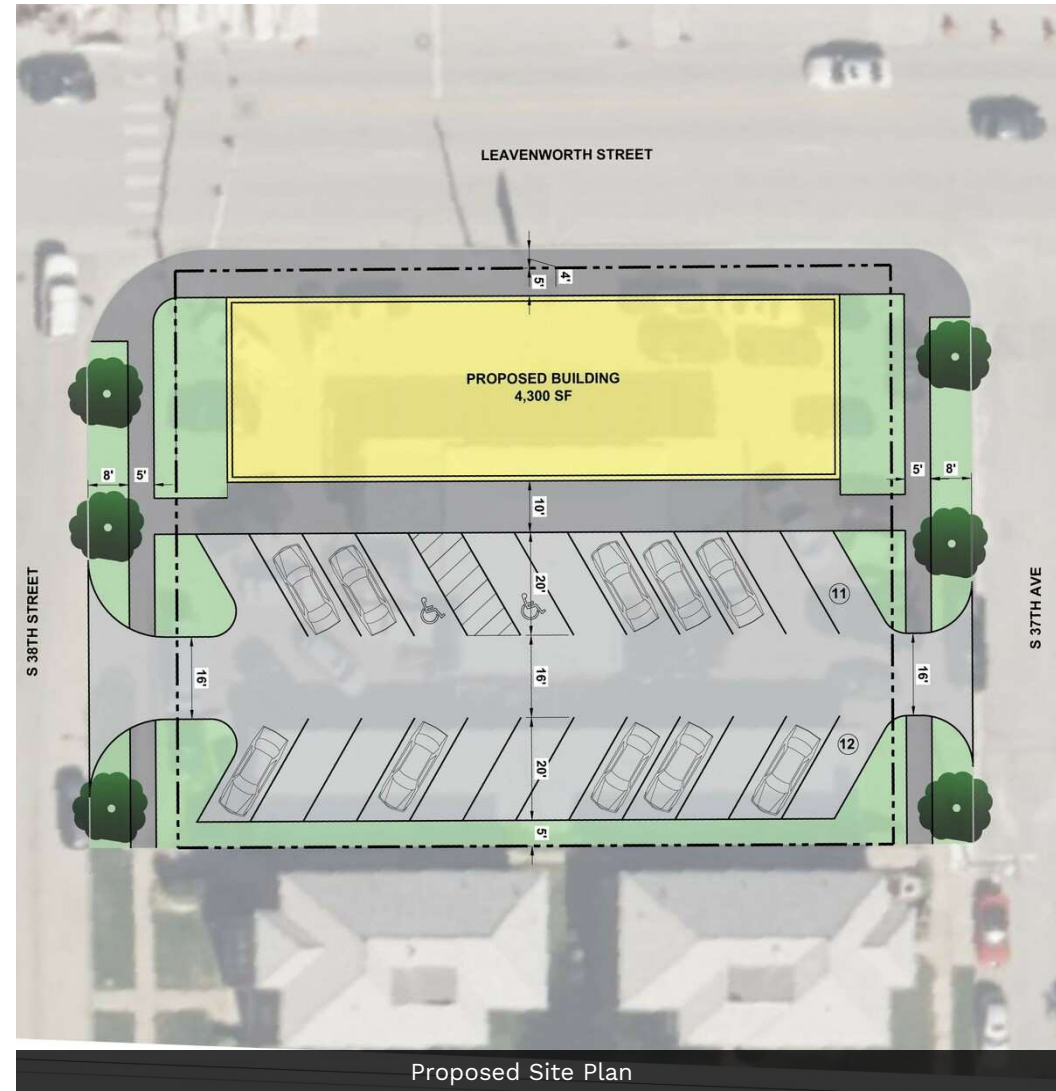 LEAVENWORTH STREET
4'
5'
PROPOSED BUILDING
4,300 SF
8'
5'
5'
8'
10'
20'
11
S 38TH STREET
S 37TH AVE
16'
16'
16'
20'
12
5'
Proposed Site Plan